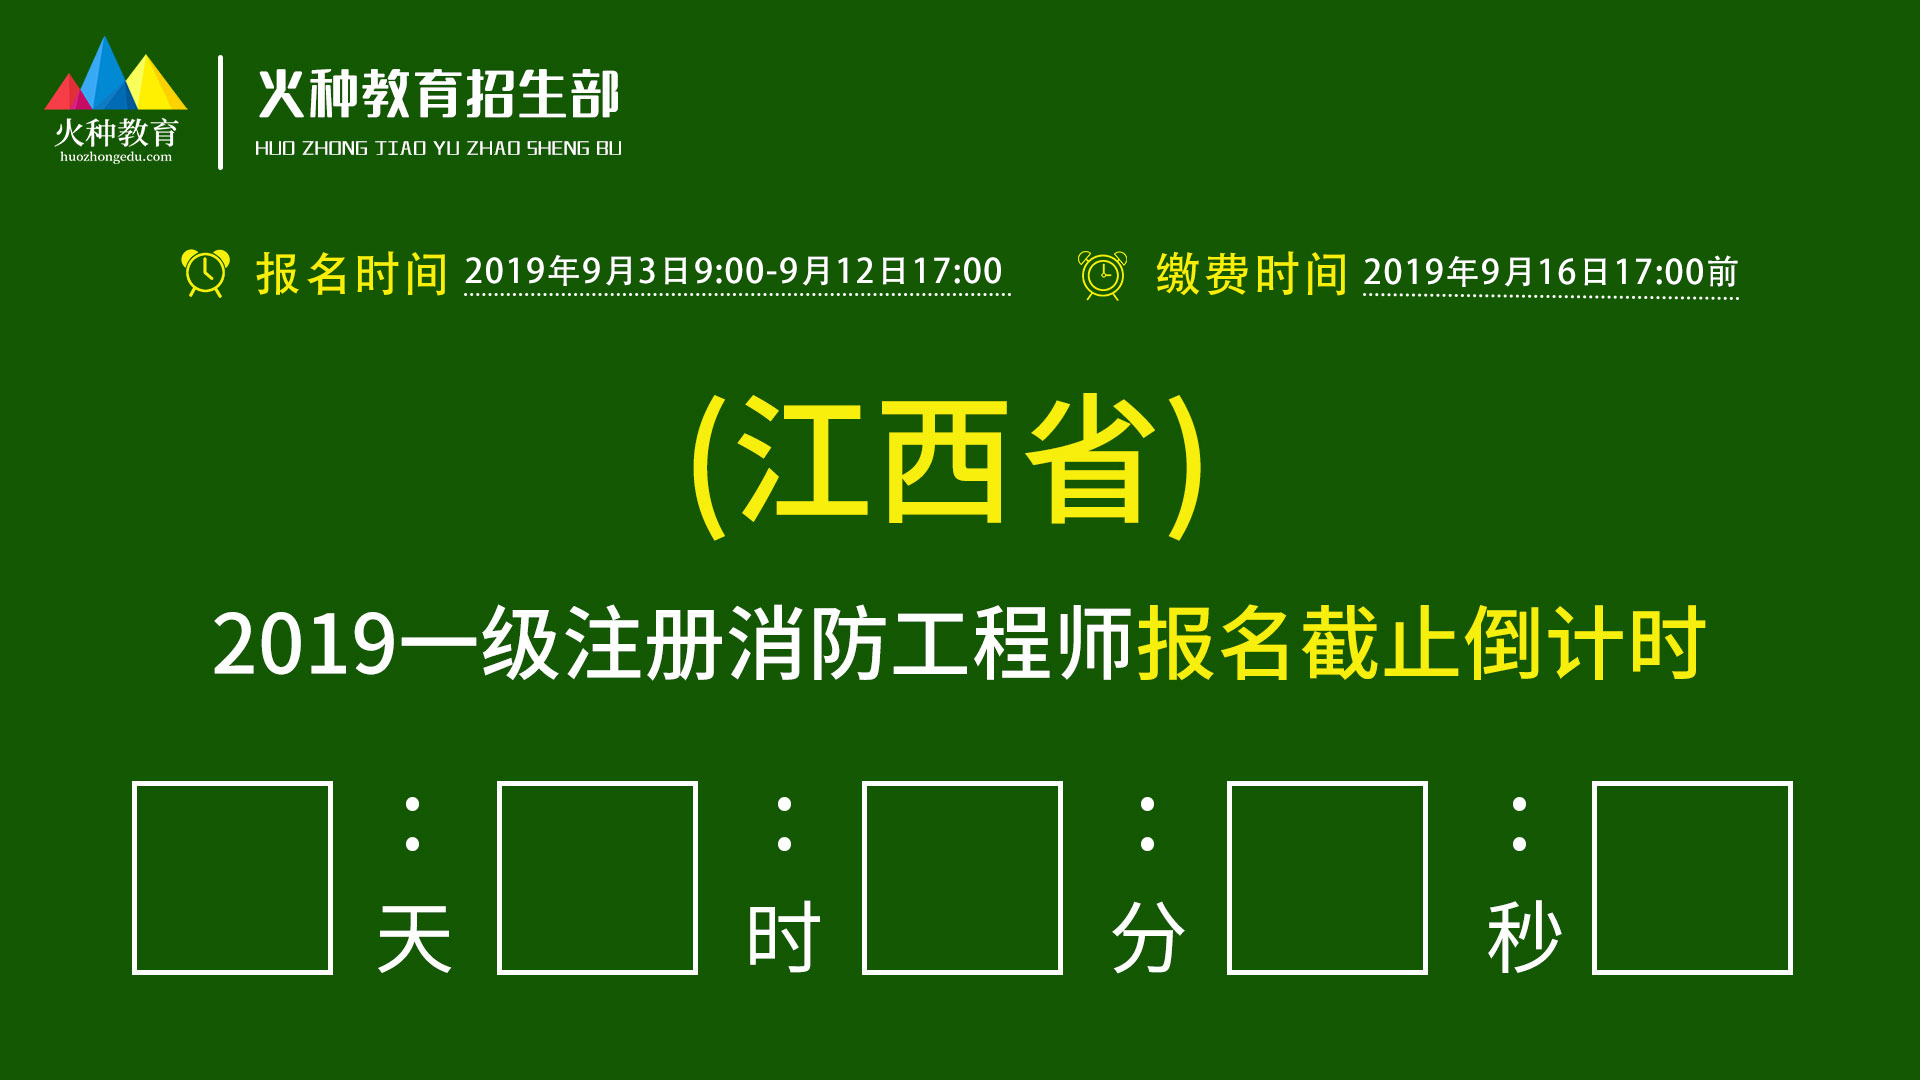 火种教育
huozhongedu.com
火种教育招生部
HUO ZHONG JIAO YU ZHAO SHENG BU
报名时间 2019年9月3日9:00-9月12日17:00
缴费时间 2019年9月16日17:00前
(江西省)
2019一级注册消防工程师报名截止倒计时
: : : :
天 时 分 秒